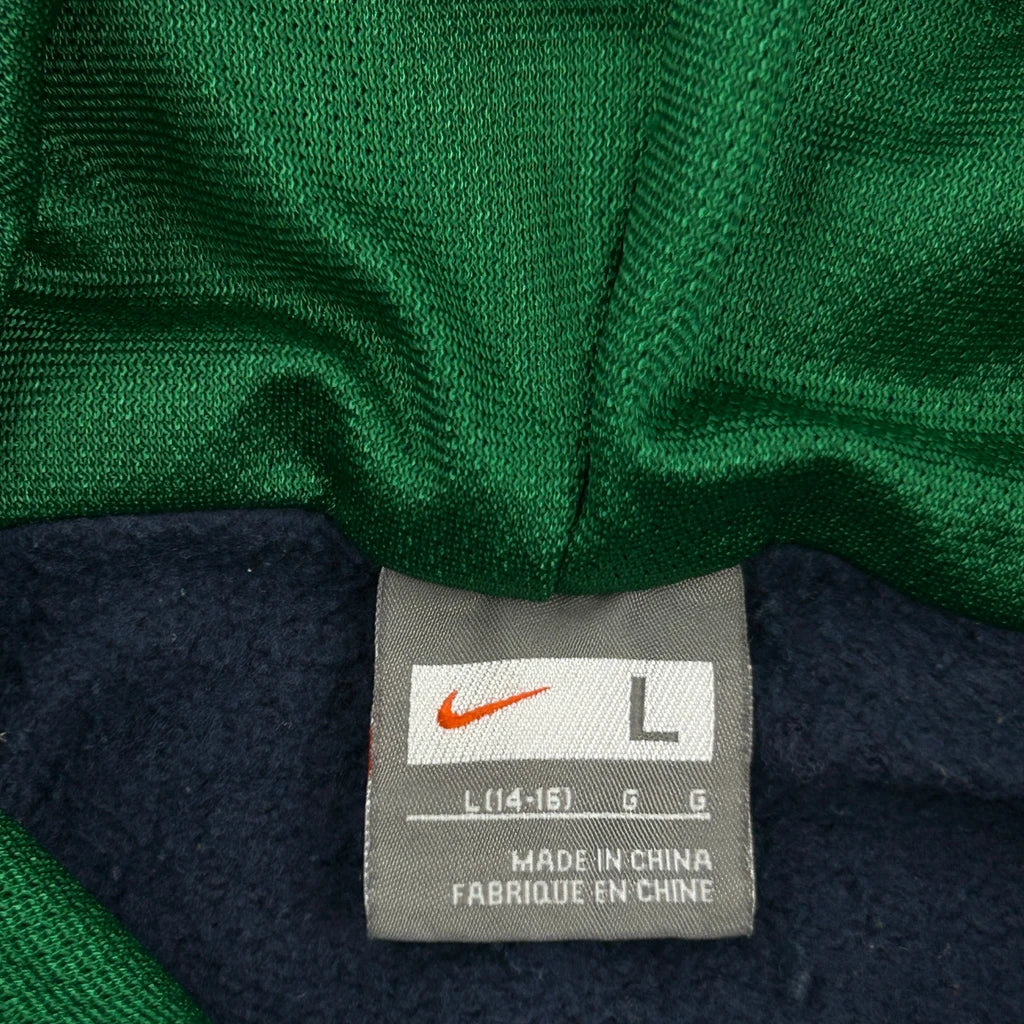 L
L(14-16) G G
MADE IN CHINA
FABRIQUE EN CHINE